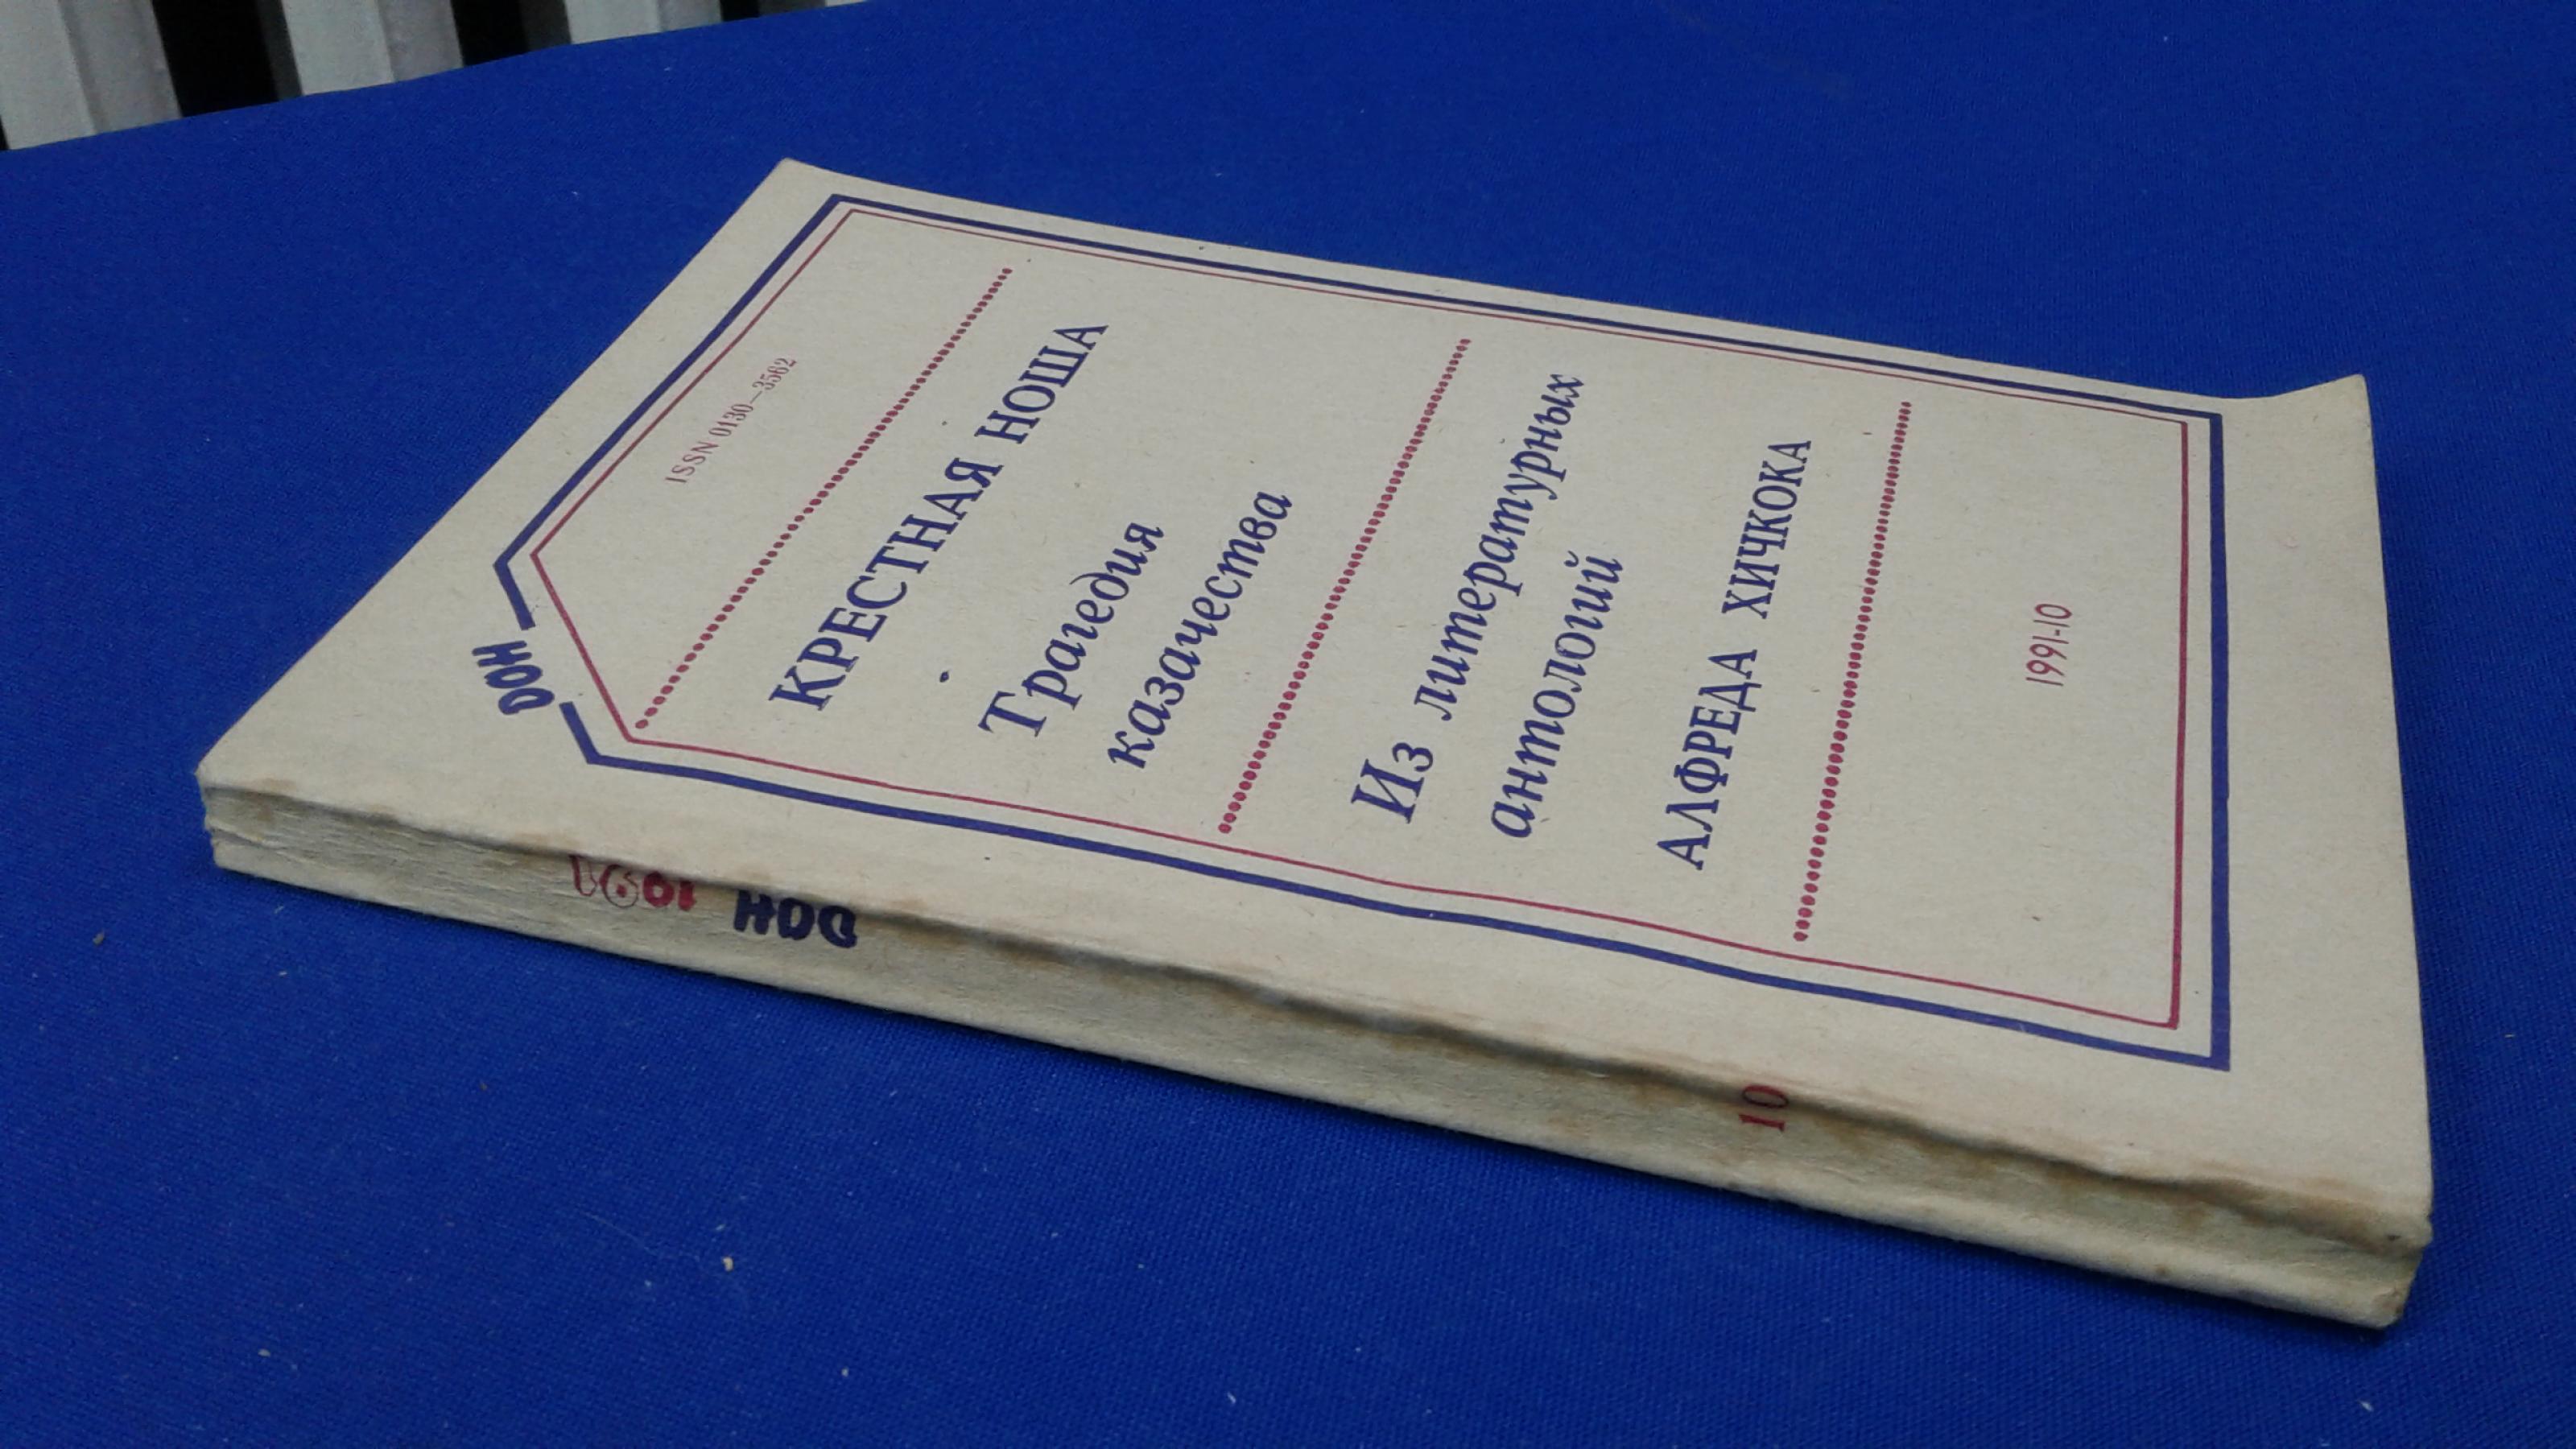 ДОН
ISSN 0130—3562
КРЕСТНАЯ НОША
Трагедия
казачества
Из литературных
антологий
АЛФРЕДА ХИЧКОКА
1991-10
ДОН 1991
10